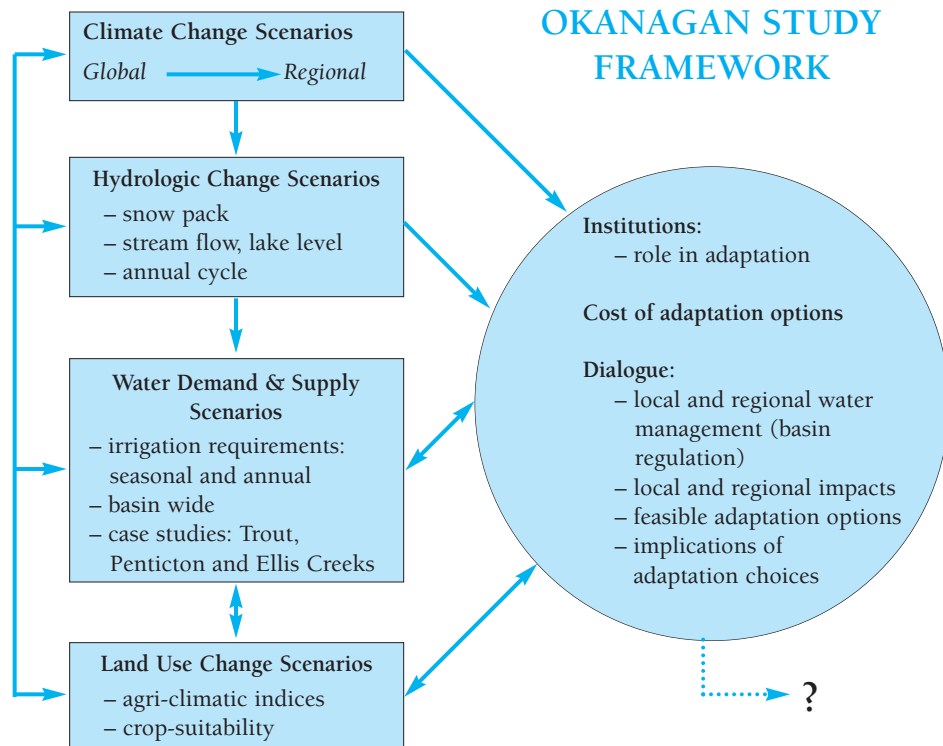 OKANAGAN STUDY
FRAMEWORK
Climate Change Scenarios
Global Regional
Hydrologic Change Scenarios
– snow pack
– stream flow, lake level
– annual cycle
Water Demand & Supply
Scenarios
– irrigation requirements:
seasonal and annual
– basin wide
– case studies: Trout,
Penticton and Ellis Creeks
Land Use Change Scenarios
– agri-climatic indices
– crop-suitability
Institutions:
– role in adaptation
Cost of adaptation options
Dialogue:
– local and regional water
management (basin
regulation)
– local and regional impacts
– feasible adaptation options
– implications of
adaptation choices
?